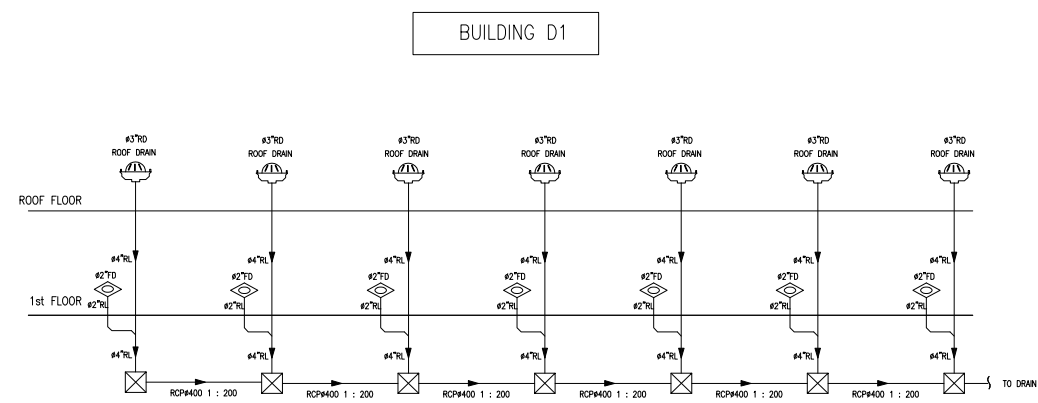 BUILDING D1
ø3"RD ø3"RD ø3"RD ø3"RD ø3"RD ø3"RD ø3"RD
ROOF DRAIN ROOF DRAIN ROOF DRAIN ROOF DRAIN ROOF DRAIN ROOF DRAIN ROOF DRAIN
ROOF FLOOR
ø4"RL ø4"RL ø4"RL ø4"RL ø4"RL ø4"RL ø4"RL
ø2"FD ø2"FD ø2"FD ø2"FD ø2"FD ø2"FD ø2"FD
1st FLOOR
ø2"RL ø2"RL ø2"RL ø2"RL ø2"RL ø2"RL ø2"RL
ø4"RL ø4"RL ø4"RL ø4"RL ø4"RL ø4"RL ø4"RL
TO DRAIN
RCPø400 1 : 200 RCPø400 1 : 200 RCPø400 1 : 200 RCPø400 1 : 200 RCPø400 1 : 200 RCPø400 1 : 200